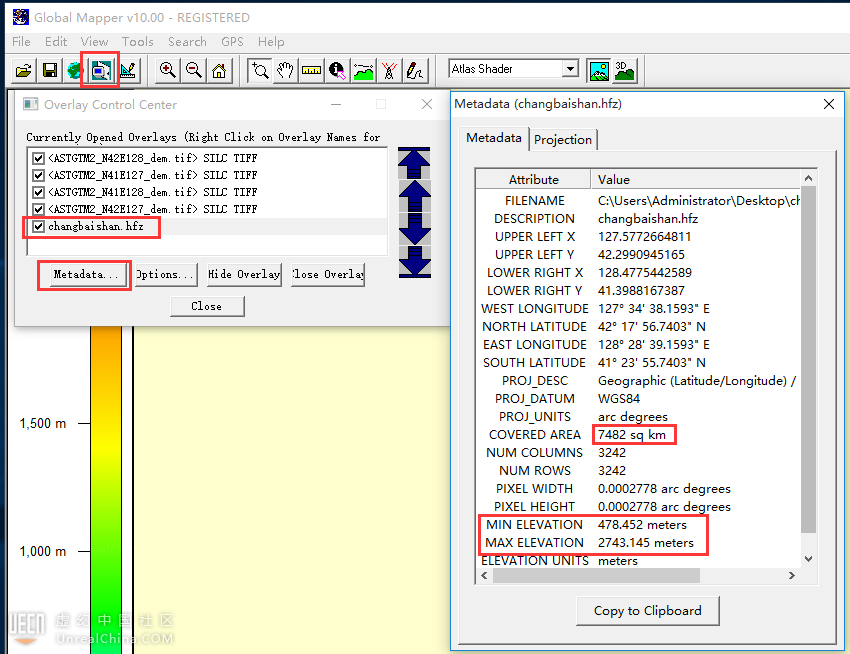 Global Mapper v10.00 - REGISTERED
File Edit View Tools Search GPS Help
Atlas Shader
3D
Overlay Control Center
Currently Opened Overlays (Right Click on Overlay Names for
<ASTGTM2_N42E128_dem.tif> SILC TIFF
<ASTGTM2_N41E127_dem.tif> SILC TIFF
<ASTGTM2_N41E128_dem.tif> SILC TIFF
<ASTGTM2_N42E127_dem.tif> SILC TIFF
changbaishan.hfz
Metadata... Options... Hide Overlay Close Overlay
Close
1,500 m
1,000 m
虚幻中国社区
UnrealChina.COM
Metadata (changbaishan.hfz)
Metadata Projection
Attribute Value
FILENAME C:\Users\Administrator\Desktop\ch
DESCRIPTION changbaishan.hfz
UPPER LEFT X 127.5772664811
UPPER LEFT Y 42.2990945165
LOWER RIGHT X 128.4775442589
LOWER RIGHT Y 41.3988167387
WEST LONGITUDE 127° 34' 38.1593" E
NORTH LATITUDE 42° 17' 56.7403" N
EAST LONGITUDE 128° 28' 39.1593" E
SOUTH LATITUDE 41° 23' 55.7403" N
PROJ_DESC Geographic (Latitude/Longitude) /
PROJ_DATUM WGS84
PROJ_UNITS arc degrees
COVERED AREA 7482 sq km
NUM COLUMNS 3242
NUM ROWS 3242
PIXEL WIDTH 0.0002778 arc degrees
PIXEL HEIGHT 0.0002778 arc degrees
MIN ELEVATION 478.452 meters
MAX ELEVATION 2743.145 meters
ELEVATION UNITS meters
Copy to Clipboard